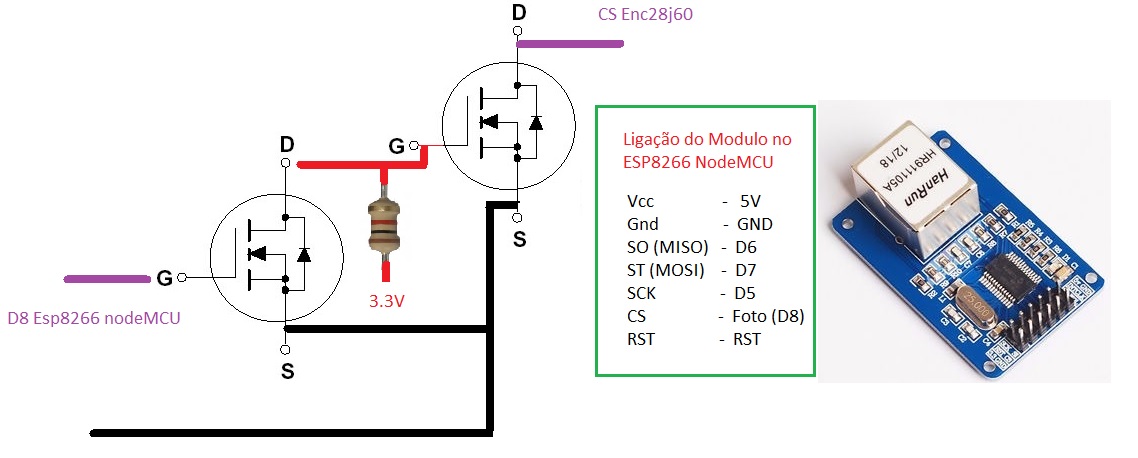 D
CS Enc28j60
G
S
D
G
S
D8 Esp8266 nodeMCU
3.3V
Ligação do Modulo no
ESP8266 NodeMCU
Vcc - 5V
Gnd - GND
SO (MISO) - D6
ST (MOSI) - D7
SCK - D5
CS - Foto (D8)
RST - RST
HanRun
HR911105A
12/18
25.000